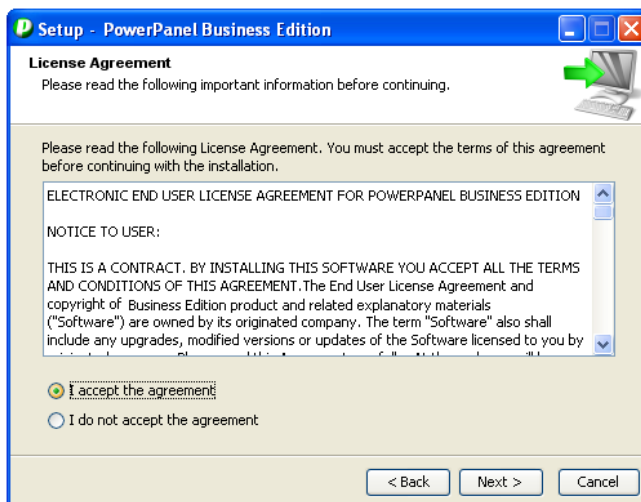 Setup - PowerPanel Business Edition
License Agreement
Please read the following important information before continuing.
Please read the following License Agreement. You must accept the terms of this agreement
before continuing with the installation.
ELECTRONIC END USER LICENSE AGREEMENT FOR POWERPANEL BUSINESS EDITION
NOTICE TO USER:
THIS IS A CONTRACT. BY INSTALLING THIS SOFTWARE YOU ACCEPT ALL THE TERMS
AND CONDITIONS OF THIS AGREEMENT.The End User License Agreement and
copyright of Business Edition product and related explanatory materials
("Software") are owned by its originated company. The term "Software" also shall
include any upgrades, modified versions or updates of the Software licensed to you by
I accept the agreement
I do not accept the agreement
< Back Next > Cancel